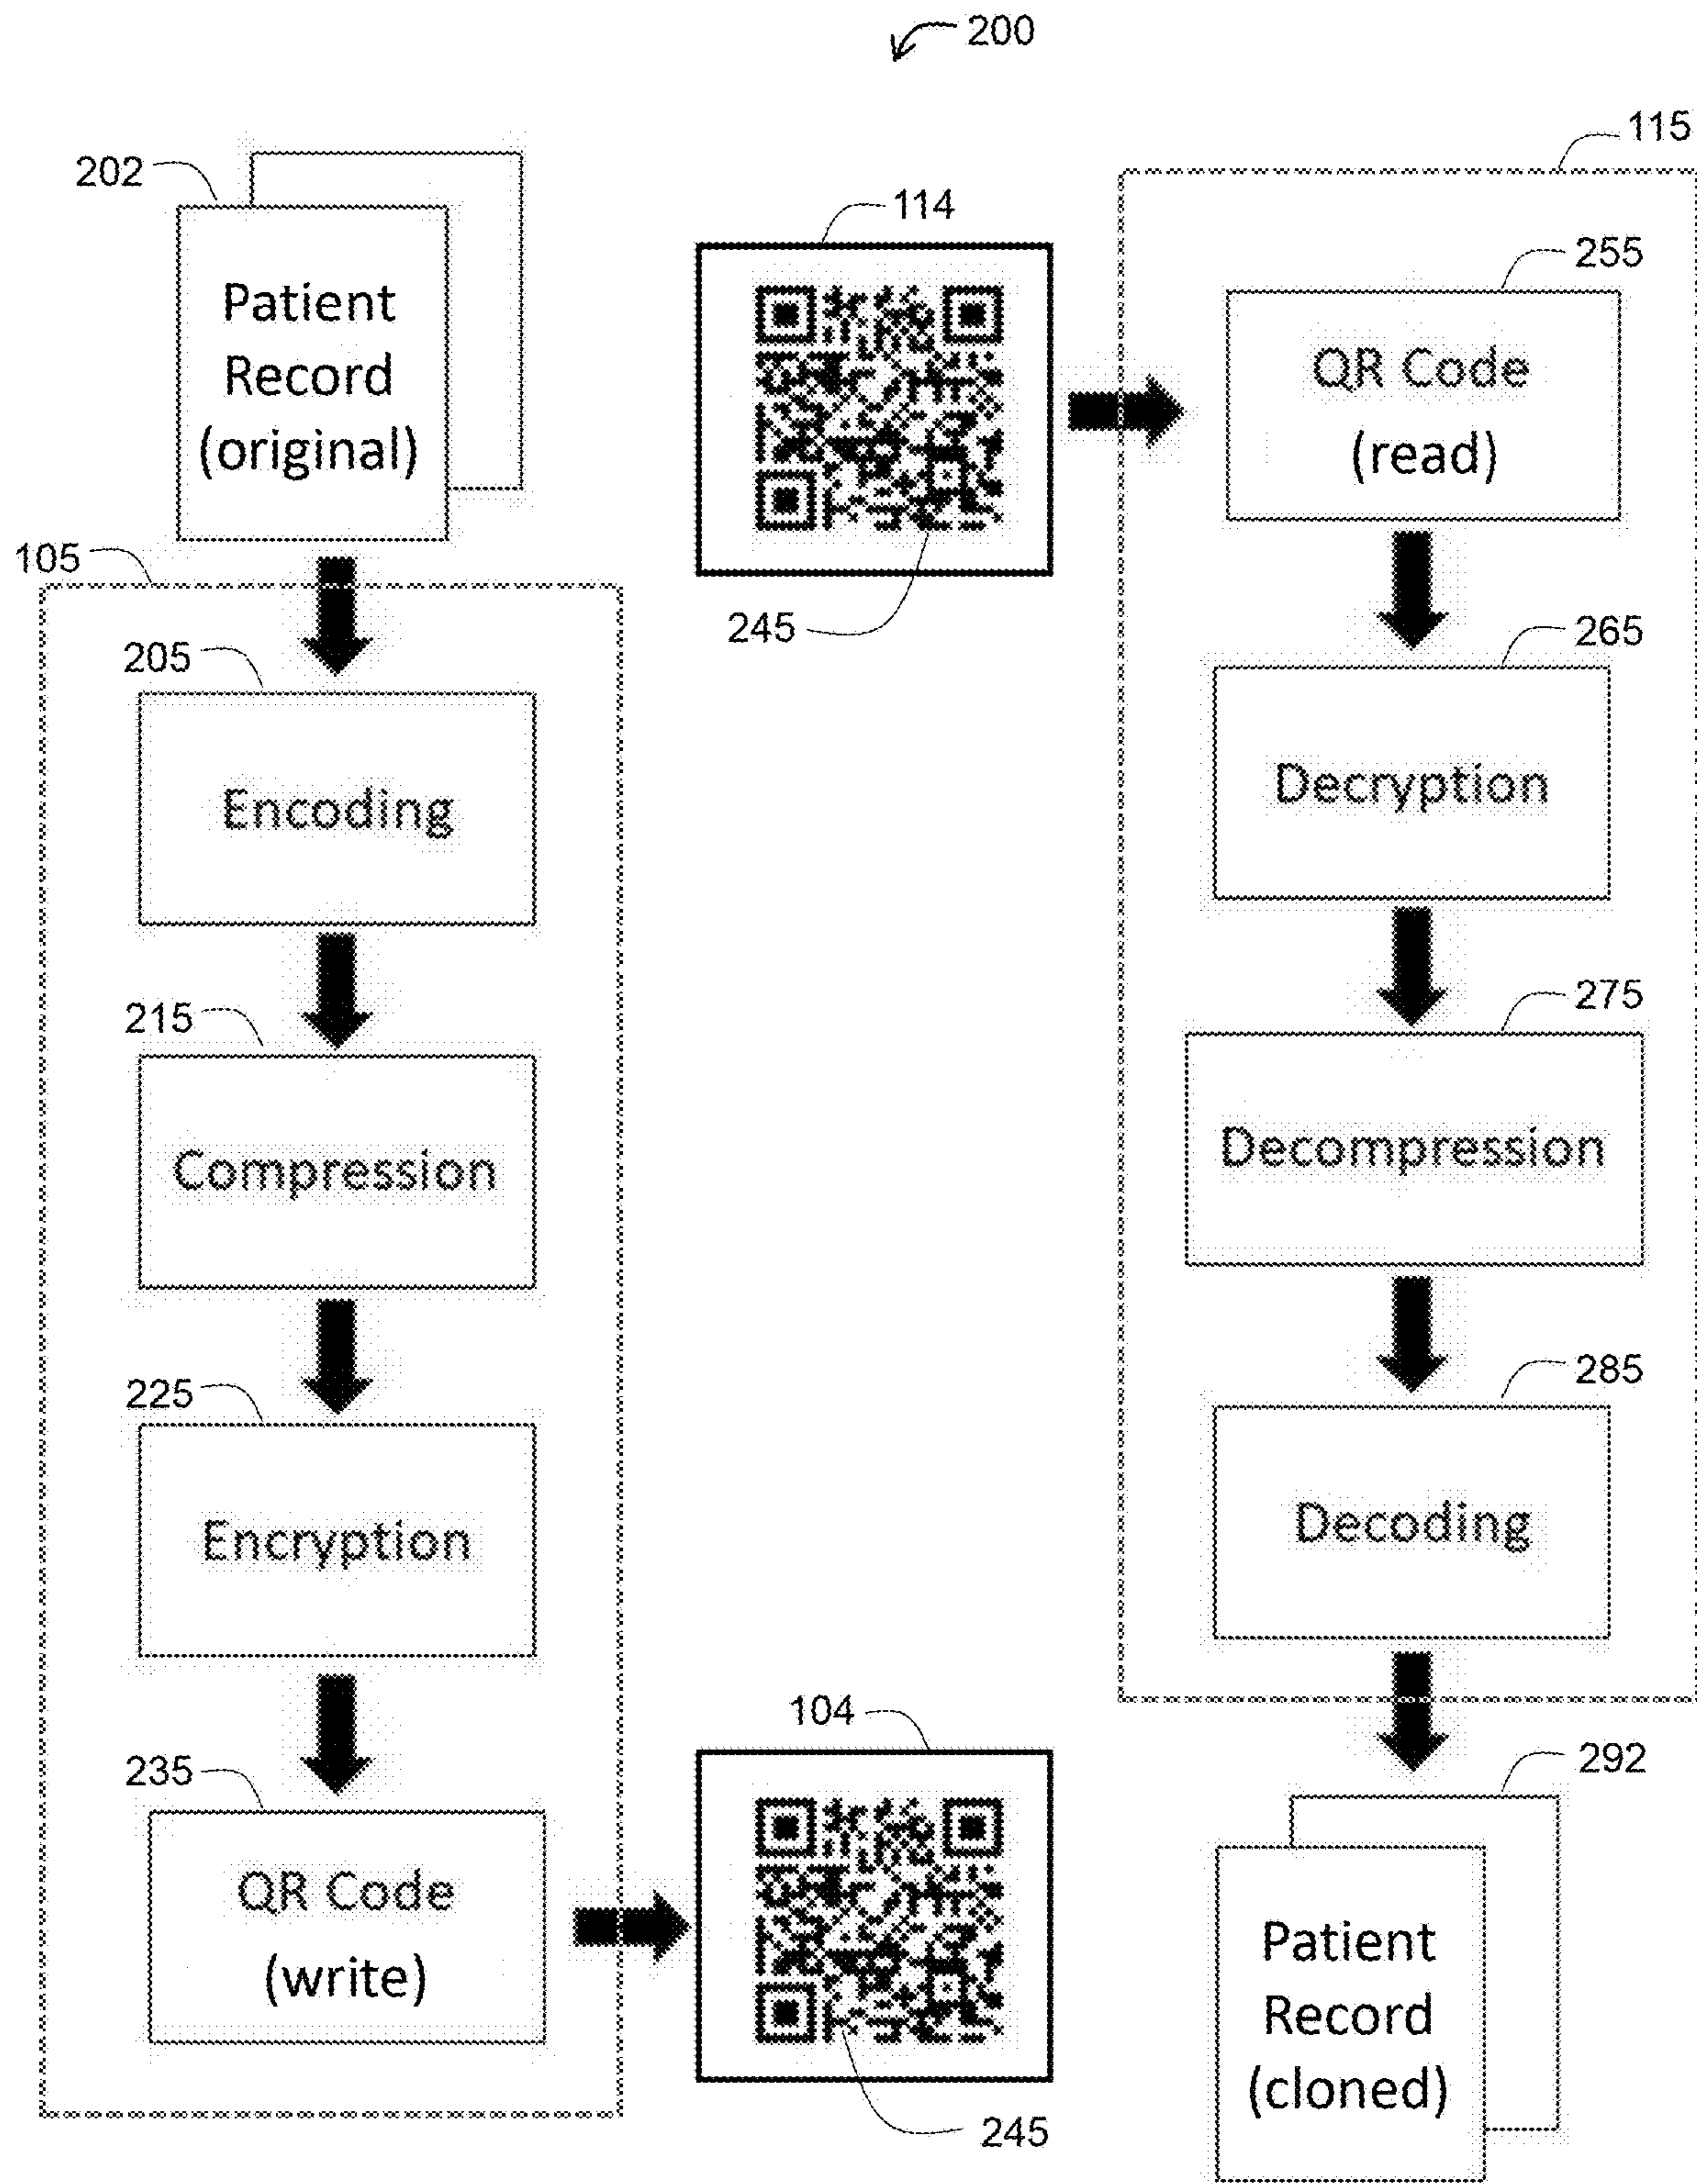 200
202
Patient
Record
(original)
105
205
Encoding
215
Compression
225
Encryption
235
QR Code
(write)
114
245
104
245
115
255
QR Code
(read)
265
Decryption
275
Decompression
285
Decoding
292
Patient
Record
(cloned)